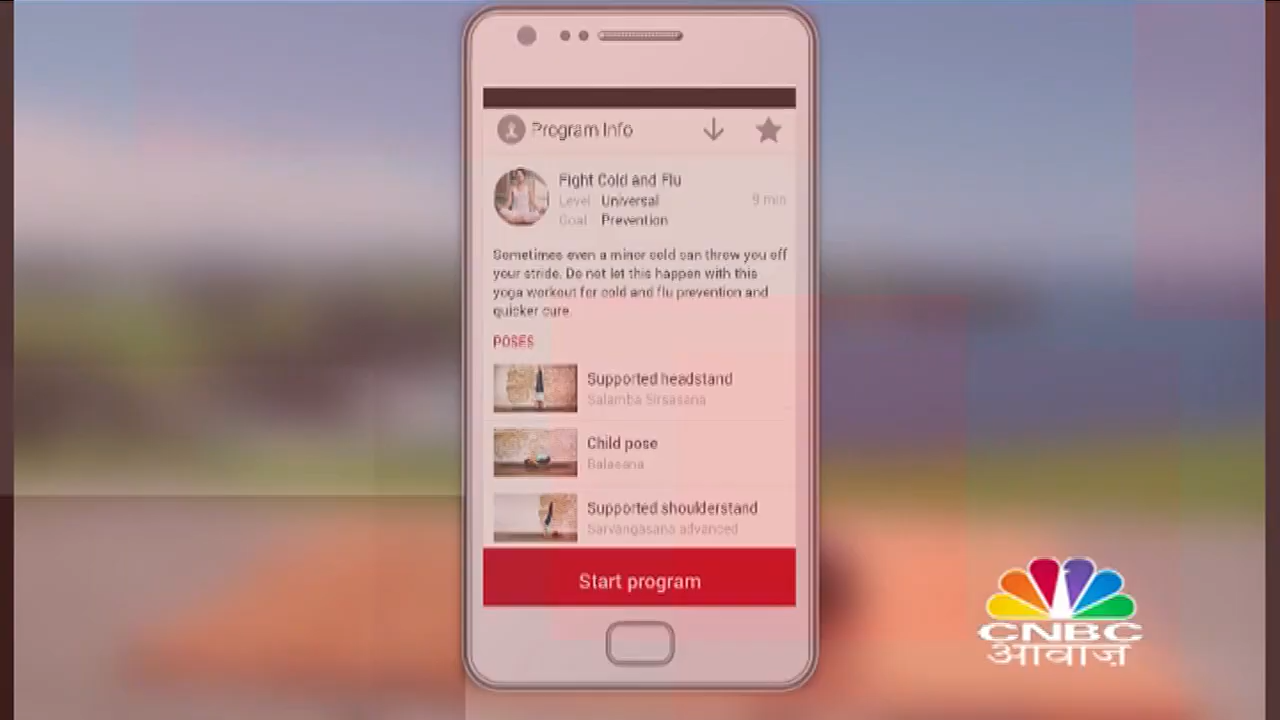 Program Info
Fight Cold and Flu
Level Universal 9 min
Goal Prevention
Sometimes even a minor cold can throw you off
your stride. Do not let this happen with this
yoga workout for cold and flu prevention and
quicker cure.
POSES
Supported headstand
Salamba Sirsasana
Child pose
Balasana
Supported shoulderstand
Sarvangasana advanced
Start program
CNBC
आवाज़